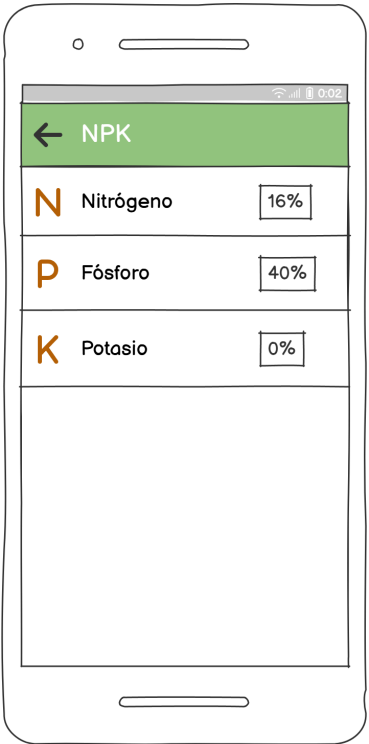 0:02
NPK
N Nitrógeno 16%
P Fósforo 40%
K Potasio 0%